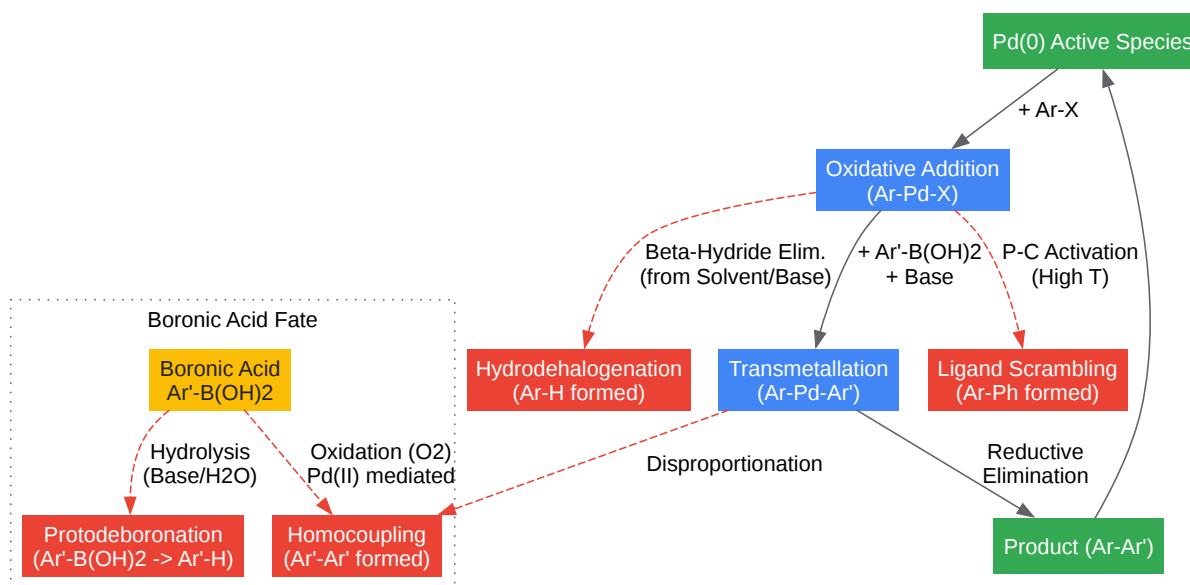 Pd(0) Active Species
+ Ar-X
Oxidative Addition
(Ar-Pd-X)
Beta-Hydride Elim.
(from Solvent/Base)
+ Ar'-B(OH)2
+ Base
P-C Activation
(High T)
Boronic Acid Fate
Boronic Acid
Ar'-B(OH)2
Hydrodehalogenation
(Ar-H formed)
Transmetallation
(Ar-Pd-Ar')
Ligand Scrambling
(Ar-Ph formed)
Hydrolysis
(Base/H2O)
Oxidation (O2)
Pd(II) mediated
Disproportionation
Reductive
Elimination
Protodeboronation
(Ar'-B(OH)2 -> Ar'-H)
Homocoupling
(Ar'-Ar' formed)
Product (Ar-Ar')